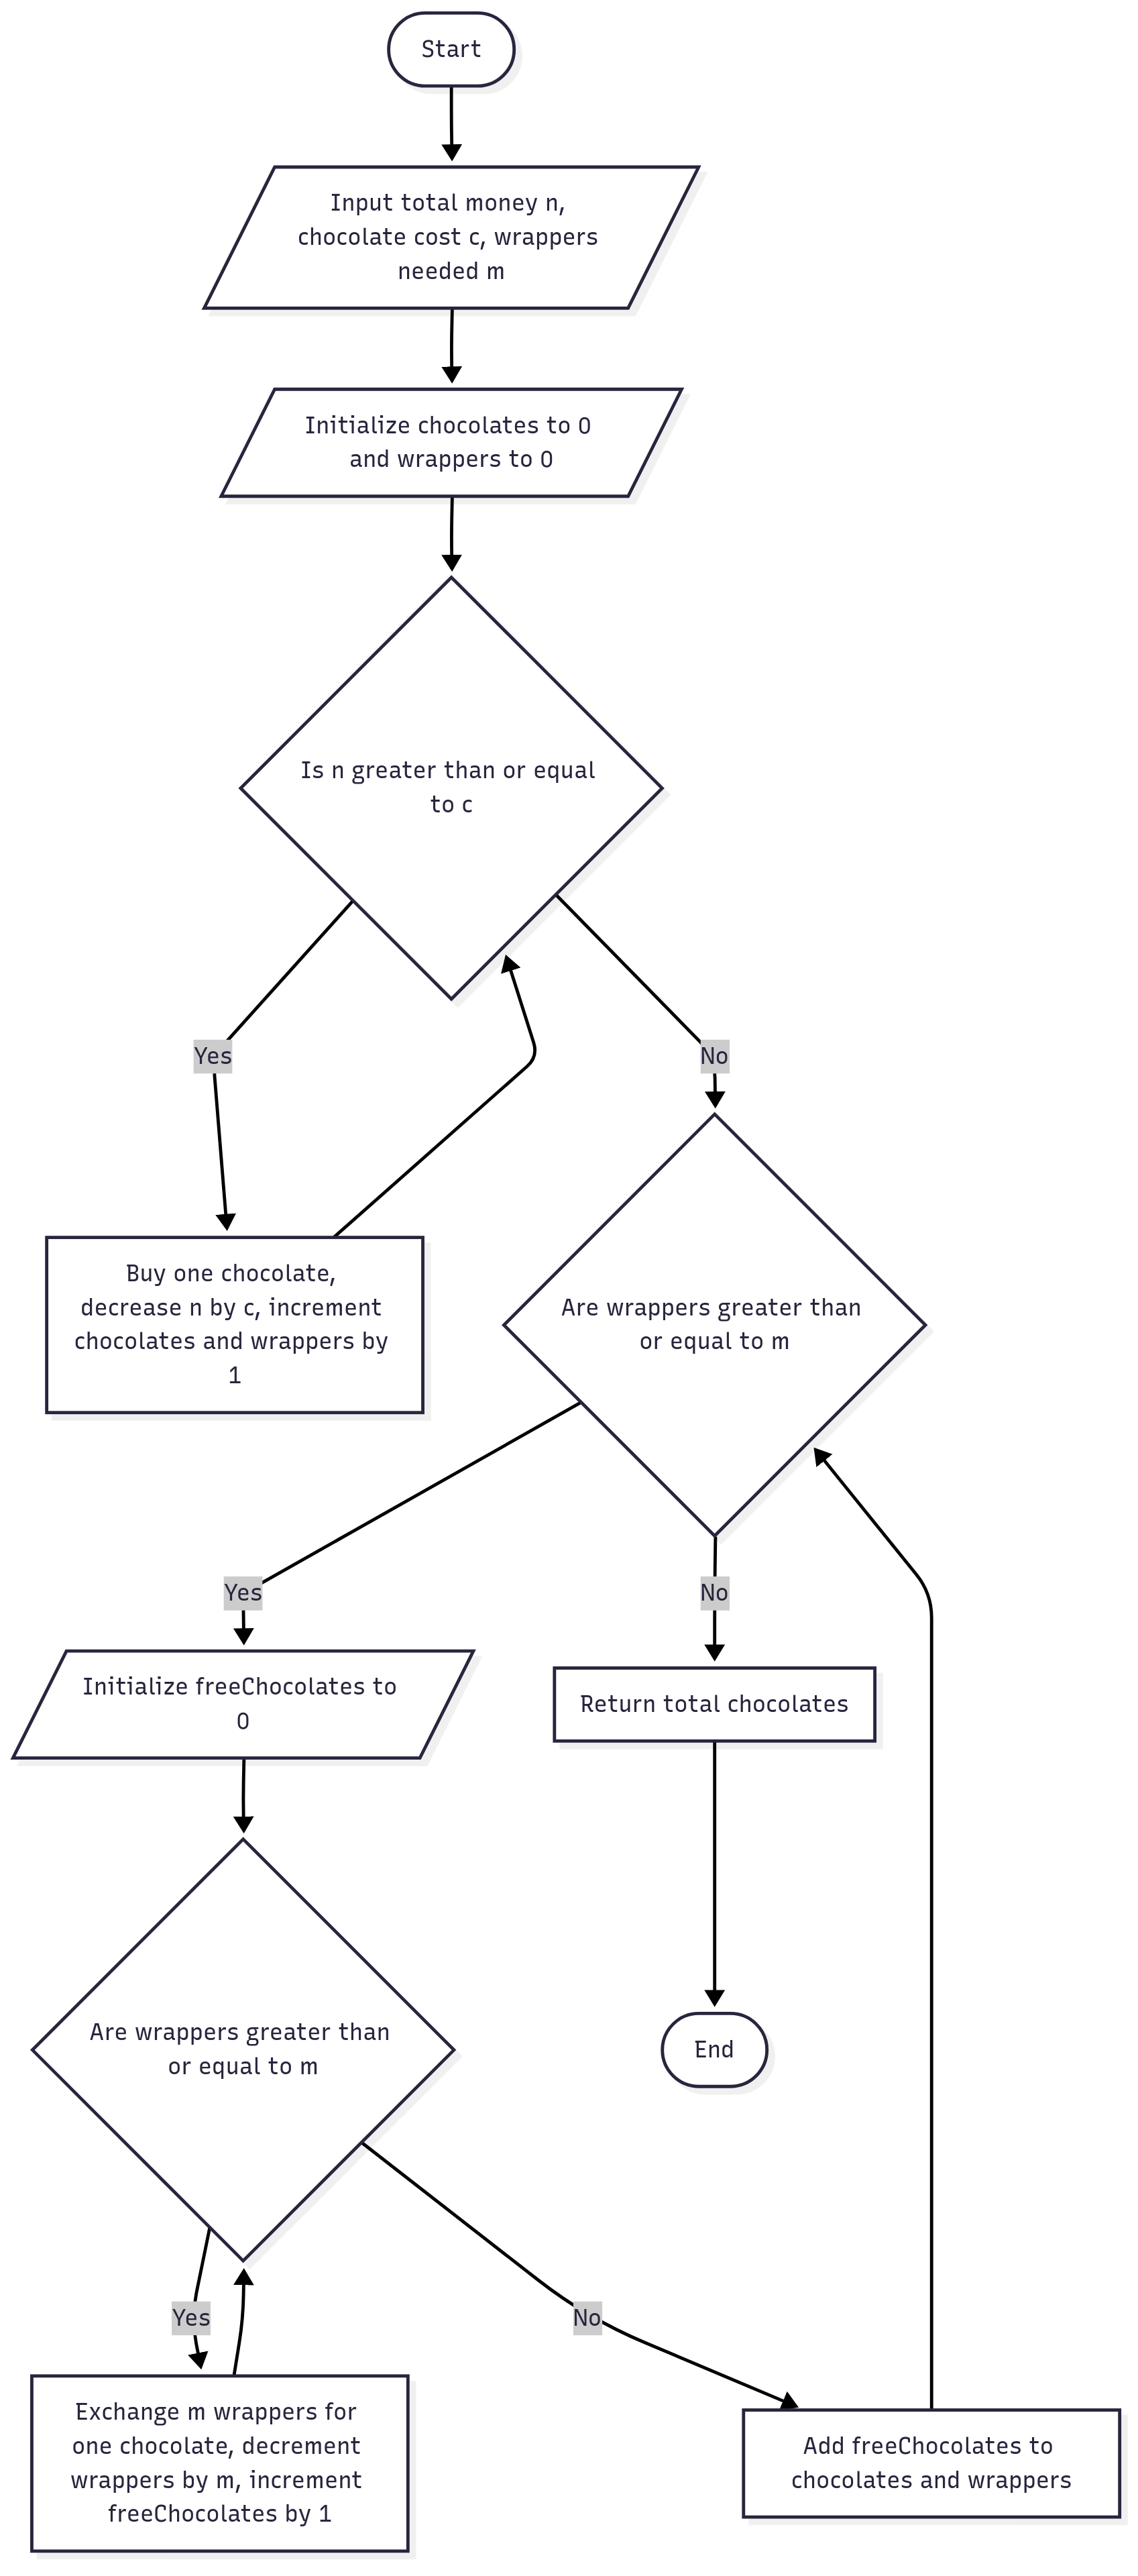 Start
Input total money n,
chocolate cost c, wrappers
needed m
Initialize chocolates to 0
and wrappers to 0
Is n greater than or equal
to c
Yes
No
Buy one chocolate,
decrease n by c, increment
chocolates and wrappers by
1
Are wrappers greater than
or equal to m
Yes
No
Initialize freeChocolates to
0
Return total chocolates
Are wrappers greater than
or equal to m
End
Yes
No
Exchange m wrappers for
one chocolate, decrement
wrappers by m, increment
freeChocolates by 1
Add freeChocolates to
chocolates and wrappers